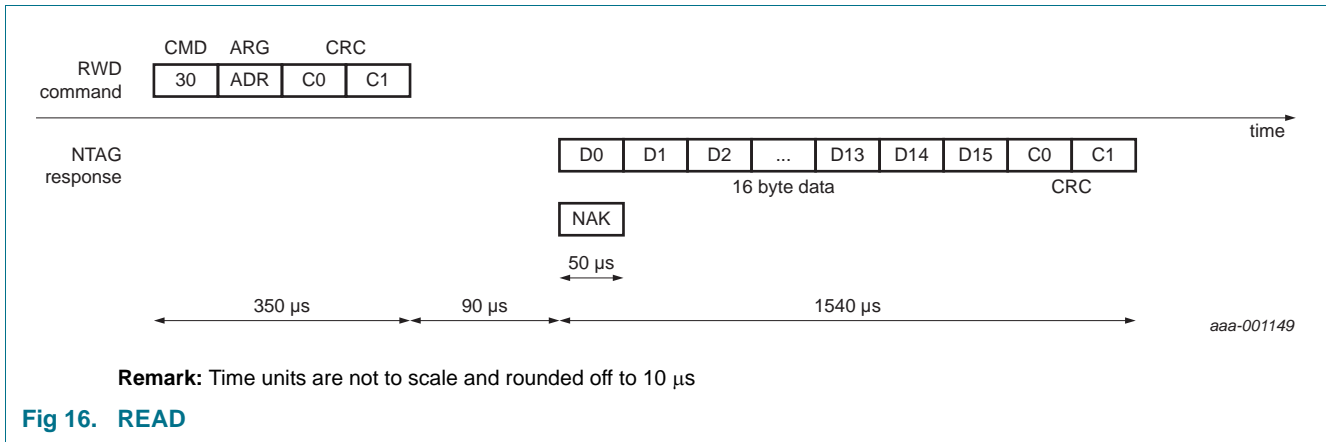 CMD ARG CRC
RWD command
30 ADR C0 C1
time
NTAG response
D0 D1 D2 ... D13 D14 D15 C0 C1
16 byte data CRC
NAK
50 µs
350 µs 90 µs 1540 µs
aaa-001149
Remark: Time units are not to scale and rounded off to 10 µs
Fig 16. READ